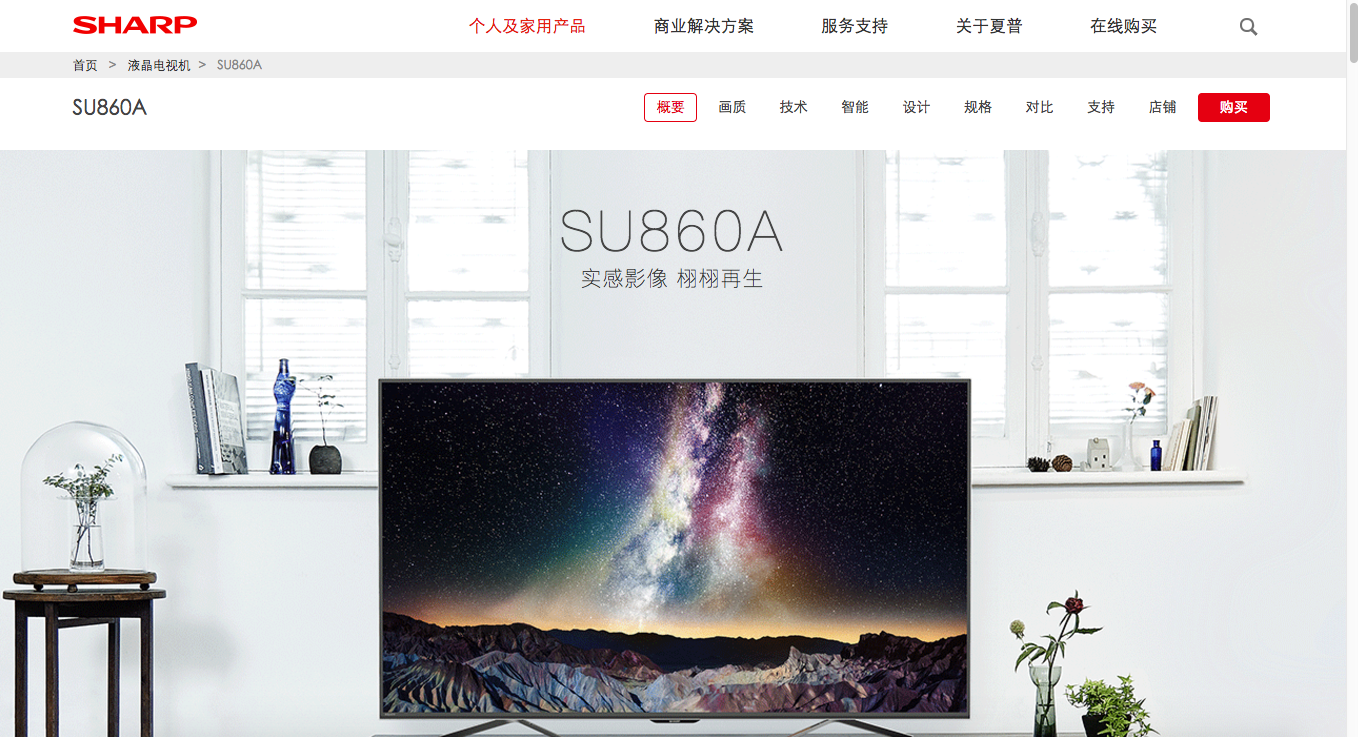 SHARP 个人及家用产品 商业解决方案 服务支持 关于夏普 在线购买
首页 > 液晶电视机 > SU860A
SU860A 概要 画质 技术 智能 设计 规格 对比 支持 店铺 购买
SU860A
实感影像 栩栩再生